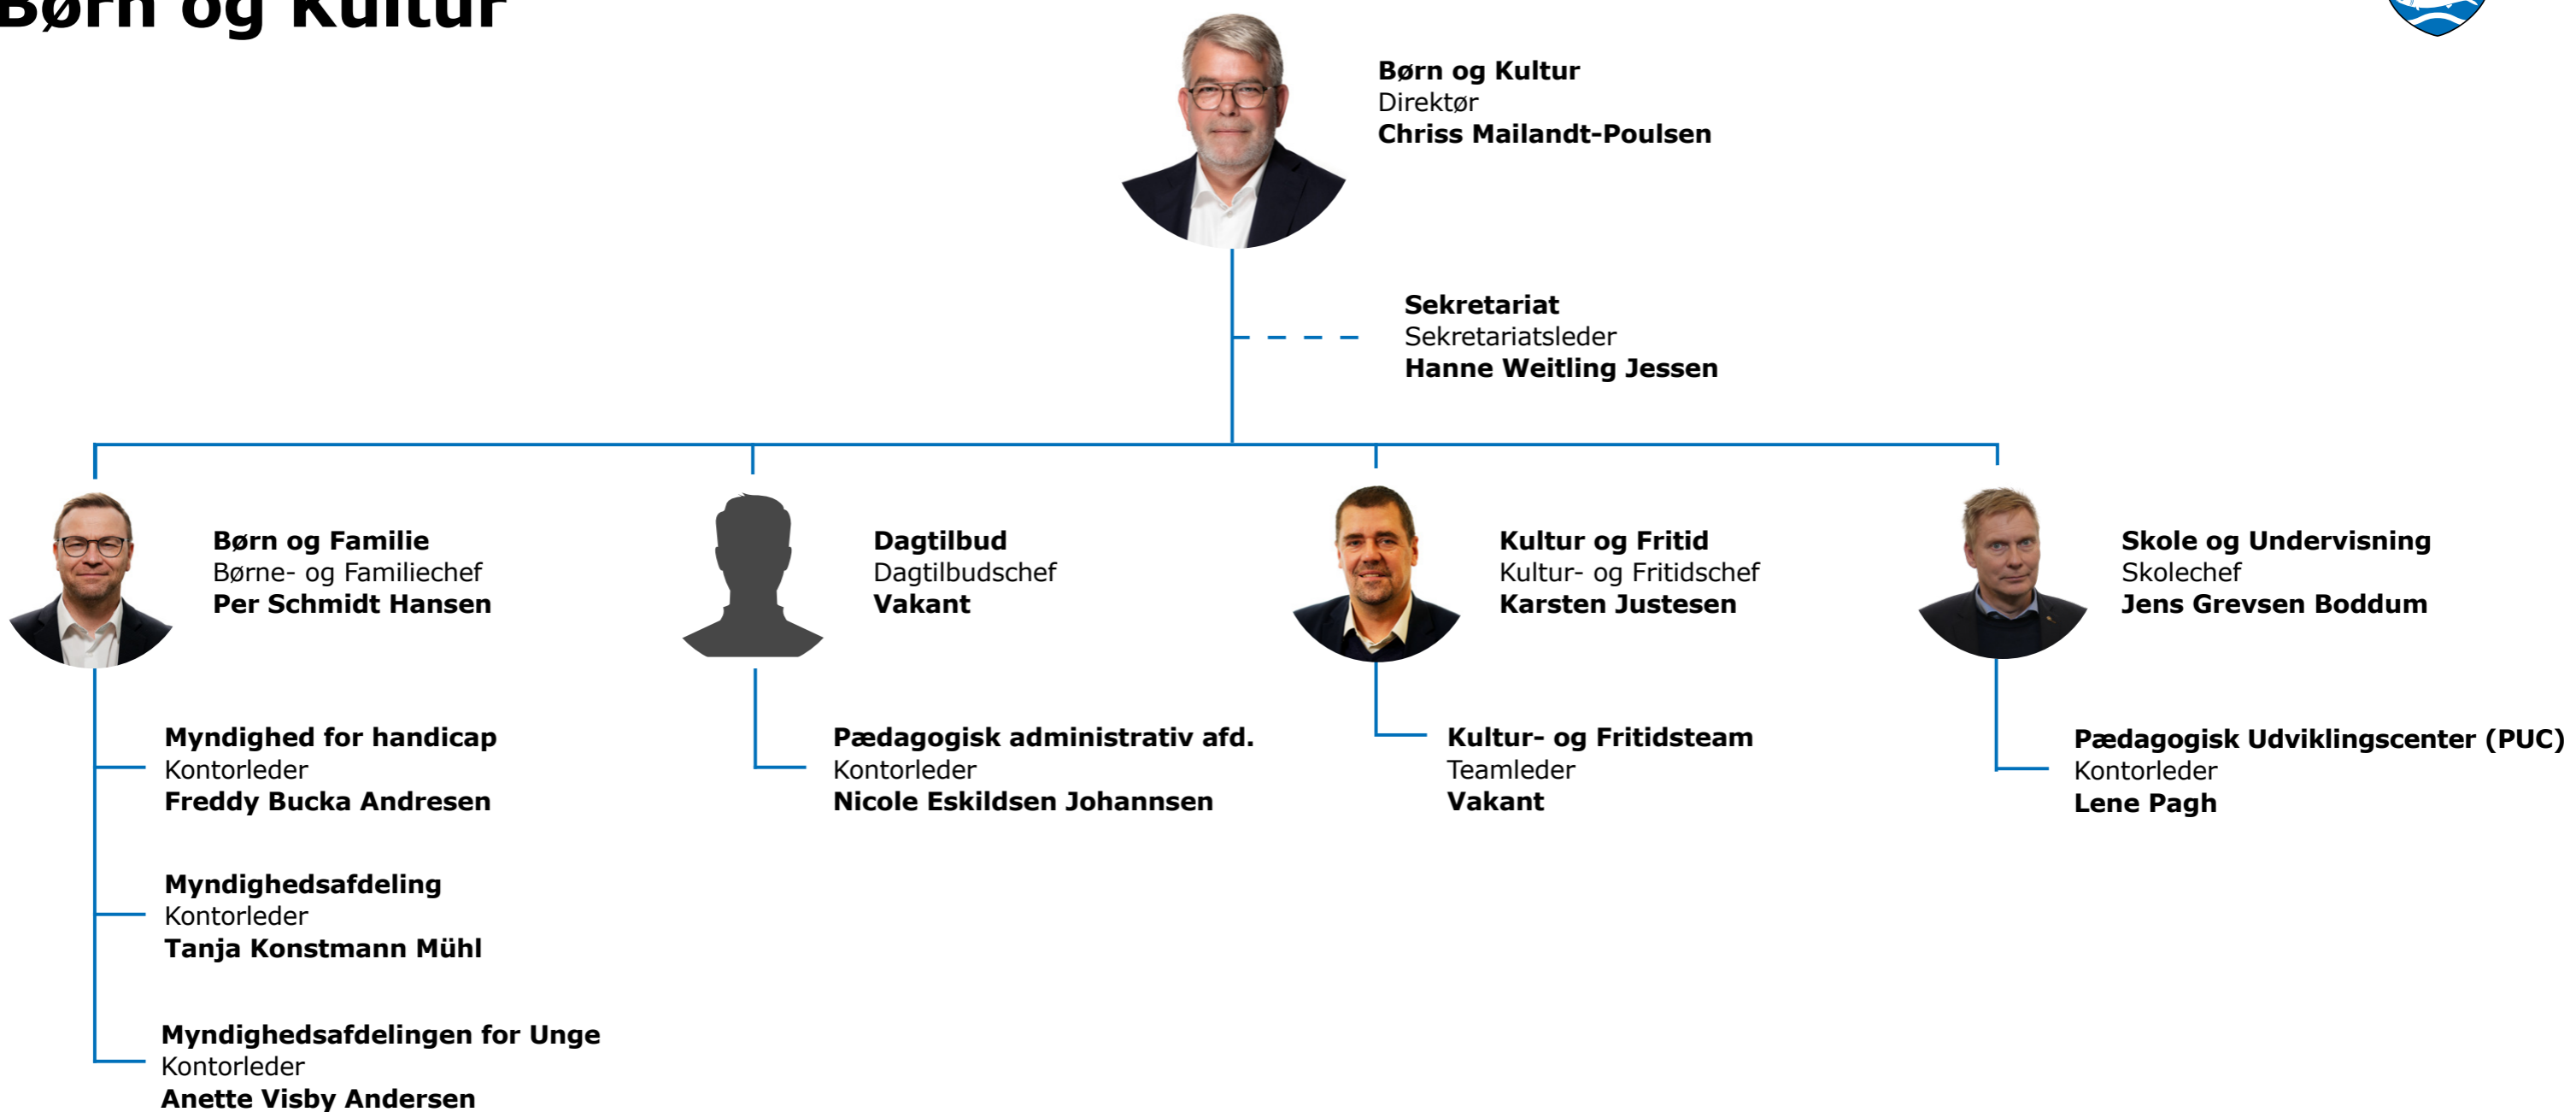 Børn og Kultur
Børn og Kultur
Direktør
Chriss Mailandt-Poulsen
Sekretariat
Sekretariatsleder
Hanne Weitling Jessen
Børn og Familie
Børne- og Familiechef
Per Schmidt Hansen
Dagtilbud
Dagtilbudschef
Vakant
Kultur og Fritid
Kultur- og Fritidschef
Karsten Justesen
Skole og Undervisning
Skolechef
Jens Grevsen Boddum
Myndighed for handicap
Kontorleder
Freddy Bucka Andresen
Myndighedsafdeling
Kontorleder
Tanja Konstmann Mühl
Myndighedsafdelingen for Unge
Kontorleder
Anette Visby Andersen
Pædagogisk administrativ afd.
Kontorleder
Nicole Eskildsen Johannsen
Kultur- og Fritidsteam
Teamleder
Vakant
Pædagogisk Udviklingscenter (PUC)
Kontorleder
Lene Pagh